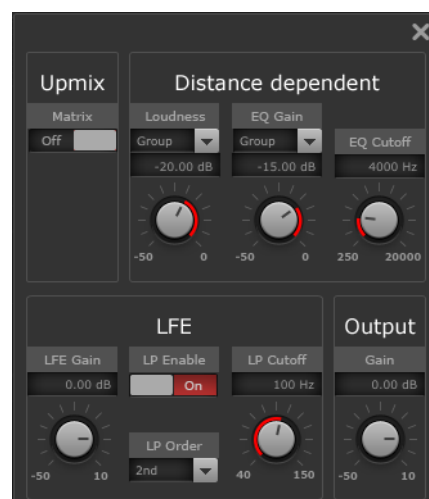 Upmix
Distance dependent
Matrix
Loudness
EQ Gain
Off
Group
Group
EQ Cutoff
-20.00 dB
-15.00 dB
4000 Hz
-50
0
-50
0
250
20000
LFE
Output
LFE Gain
LP Enable
LP Cutoff
Gain
0.00 dB
On
100 Hz
0.00 dB
LP Order
2nd
-50
10
40
150
-50
10